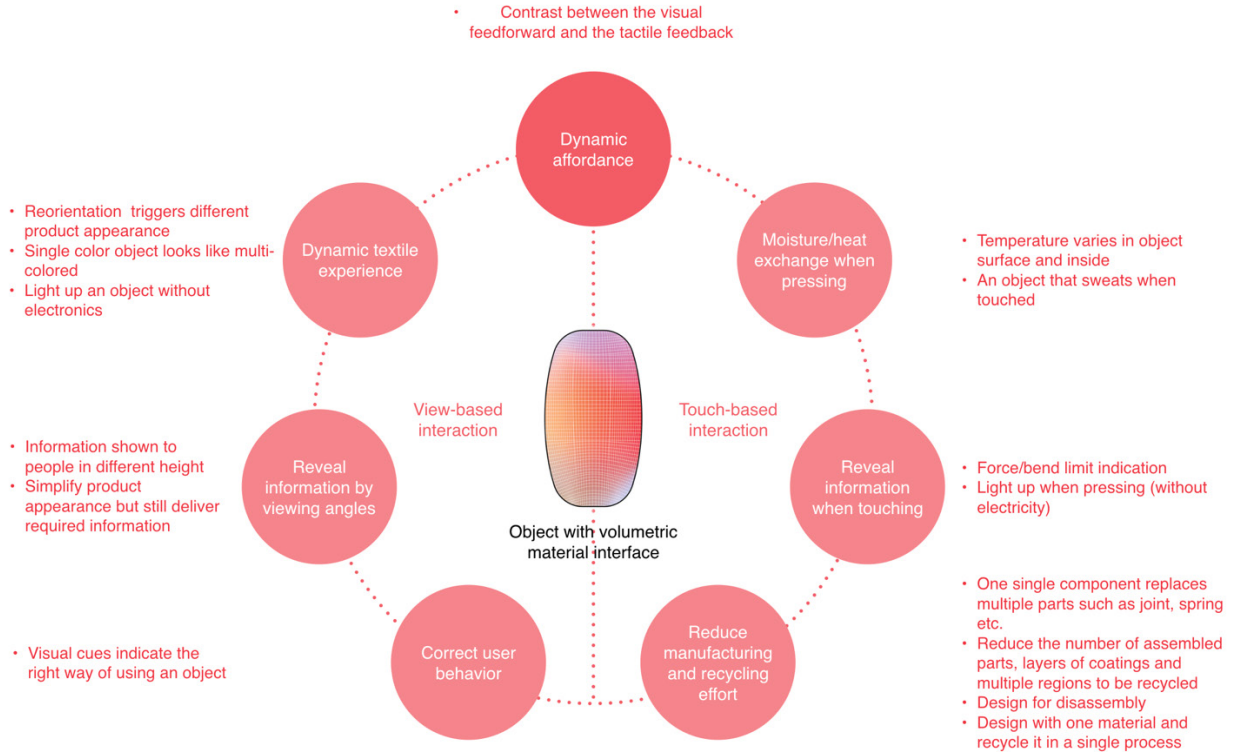 • Contrast between the visual
feedforward and the tactile feedback
Dynamic
affordance
• Reorientation triggers different
product appearance
• Single color object looks like multi-
colored
• Light up an object without
electronics
Dynamic textile
experience
Moisture/heat
exchange when
pressing
• Temperature varies in object
surface and inside
• An object that sweats when
touched
View-based
interaction
Touch-based
interaction
• Information shown to
people in different height
• Simplify product
appearance but still deliver
required information
Reveal
information by
viewing angles
Reveal
information
when touching
• Force/bend limit indication
• Light up when pressing (without
electricity)
Object with volumetric
material interface
• Visual cues indicate the
right way of using an object
Correct user
behavior
Reduce
manufacturing
and recycling
effort
• One single component replaces
multiple parts such as joint, spring
etc.
• Reduce the number of assembled
parts, layers of coatings and
multiple regions to be recycled
• Design for disassembly
• Design with one material and
recycle it in a single process